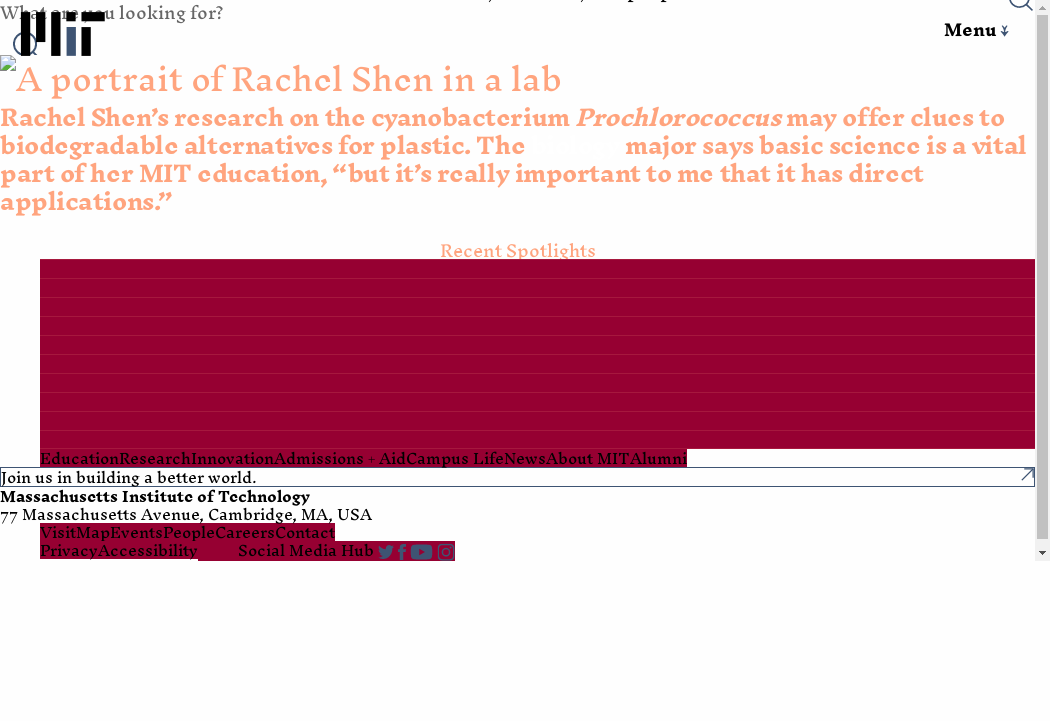 What are you looking for?
MIT
Menu
A portrait of Rachel Shen in a lab
Rachel Shen’s research on the cyanobacterium Prochlorococcus may offer clues to
biodegradable alternatives for plastic. The major says basic science is a vital
part of her MIT education, “but it’s really important to me that it has direct
applications.”
Recent Spotlights
EducationResearchInnovationAdmissions + AidCampus LifeNewsAbout MITAlumni
Join us in building a better world.
Massachusetts Institute of Technology
77 Massachusetts Avenue, Cambridge, MA, USA
VisitMapEventsPeopleCareersContact
PrivacyAccessibility Social Media Hub